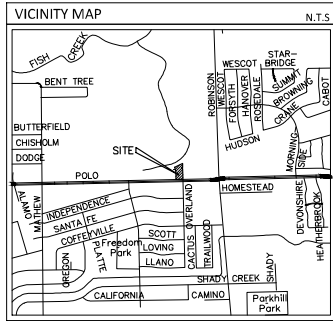 VICINITY MAP
N.T.S
FISH
CREEK
BENT TREE
WESCOT
STAR-
BRIDGE
SUMMIT
BROWNING
CRANE
CABOT
ROBINSON
WESCOT
FORSYTH
HANOVER
ROSEDALE
HUDSON
MORNING
SIDE
BUTTERFIELD
CHISHOLM
DODGE
SITE
POLO
HOMESTEAD
ALAMO
MATHEW
INDEPENDENCE
SANTA FE
COFFEYVILLE
OREGON
PLATTE
Freedom
Park
SCOTT
LOVING
LLANO
OVERLAND
CACTUS
TRAILWOOD
DEVONSHIRE
HEATHERBROOK
SHADY CREEK
SHADY
CALIFORNIA
CAMINO
Parkhill
Park